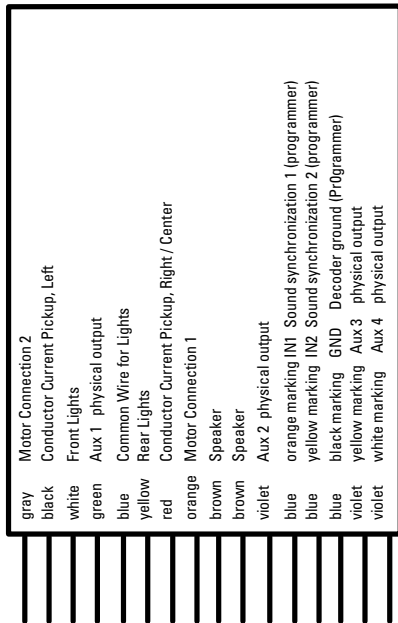 gray Motor Connection 2
black Conductor Current Pickup, Left
white Front Lights
green Aux 1 physical output
blue Common Wire for Lights
yellow Rear Lights
red Conductor Current Pickup, Right / Center
orange Motor Connection 1
brown Speaker
brown Speaker
violet Aux 2 physical output
blue orange marking IN1 Sound synchronization 1 (programmer)
blue yellow marking IN2 Sound synchronization 2 (programmer)
blue black marking GND Decoder ground (Pr0grammer)
violet yellow marking Aux 3 physical output
violet white marking Aux 4 physical output